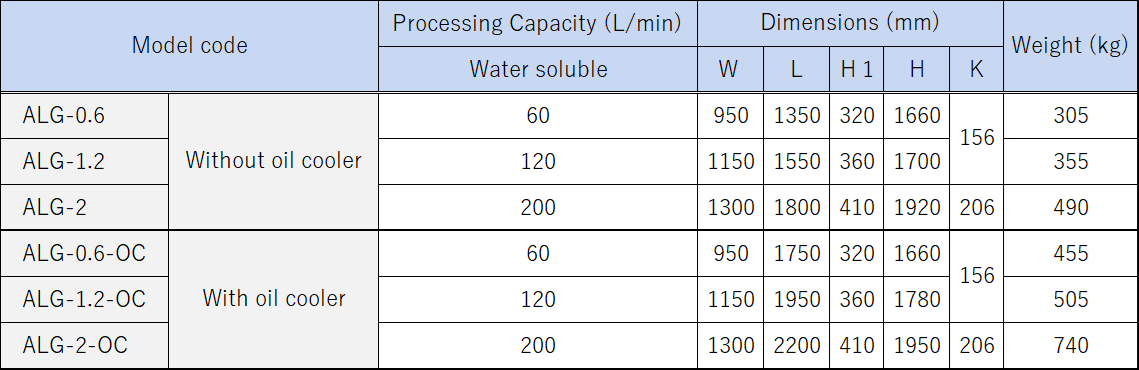 Model code Processing Capacity (L/min) Dimensions (mm) Weight (kg)
Water soluble W L H 1 H K
ALG-0.6 Without oil cooler 60 950 1350 320 1660 156 305
ALG-1.2 120 1150 1550 360 1700 355
ALG-2 200 1300 1800 410 1920 206 490
ALG-0.6-OC With oil cooler 60 950 1750 320 1660 156 455
ALG-1.2-OC 120 1150 1950 360 1780 505
ALG-2-OC 200 1300 2200 410 1950 206 740